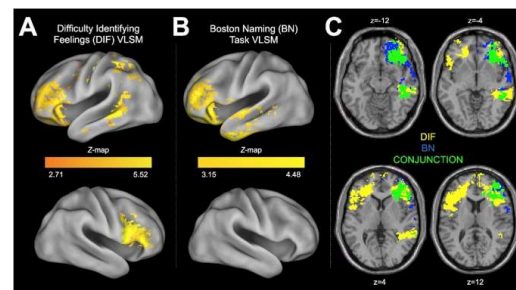 A
Difficulty Identifying
Feelings (DIF) VLSM
Z-map
2.71 5.52
B
Boston Naming (BN)
Task VLSM
Z-map
3.15 4.48
C
z=-12 z=-4
DIF
BN
CONJUNCTION
z=4 z=12